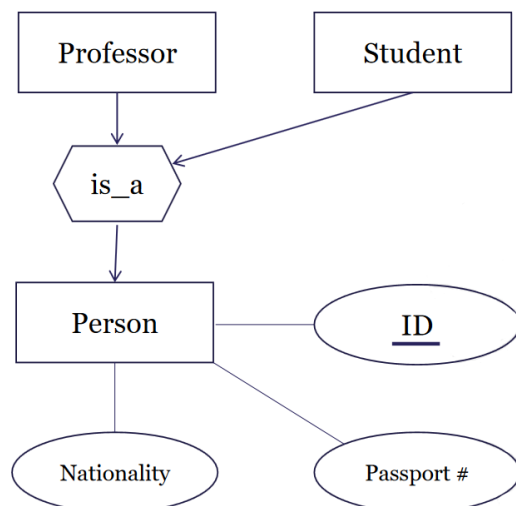 Professor
Student
is_a
Person
ID
Nationality
Passport #